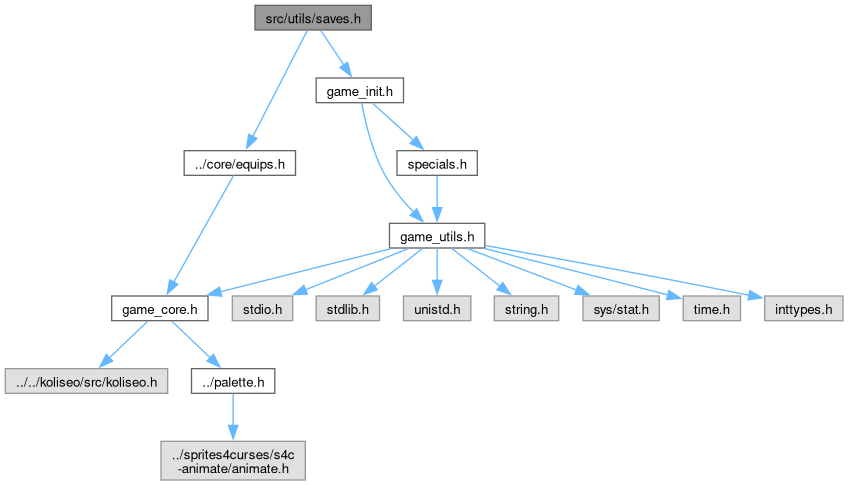 src/utils/saves.h
game_init.h
../core/equips.h
specials.h
game_utils.h
game_core.h
stdio.h
stdlib.h
unistd.h
string.h
sys/stat.h
time.h
inttypes.h
../../koliseo/src/koliseo.h
../palette.h
../sprites4curses/s4c
-animate/animate.h